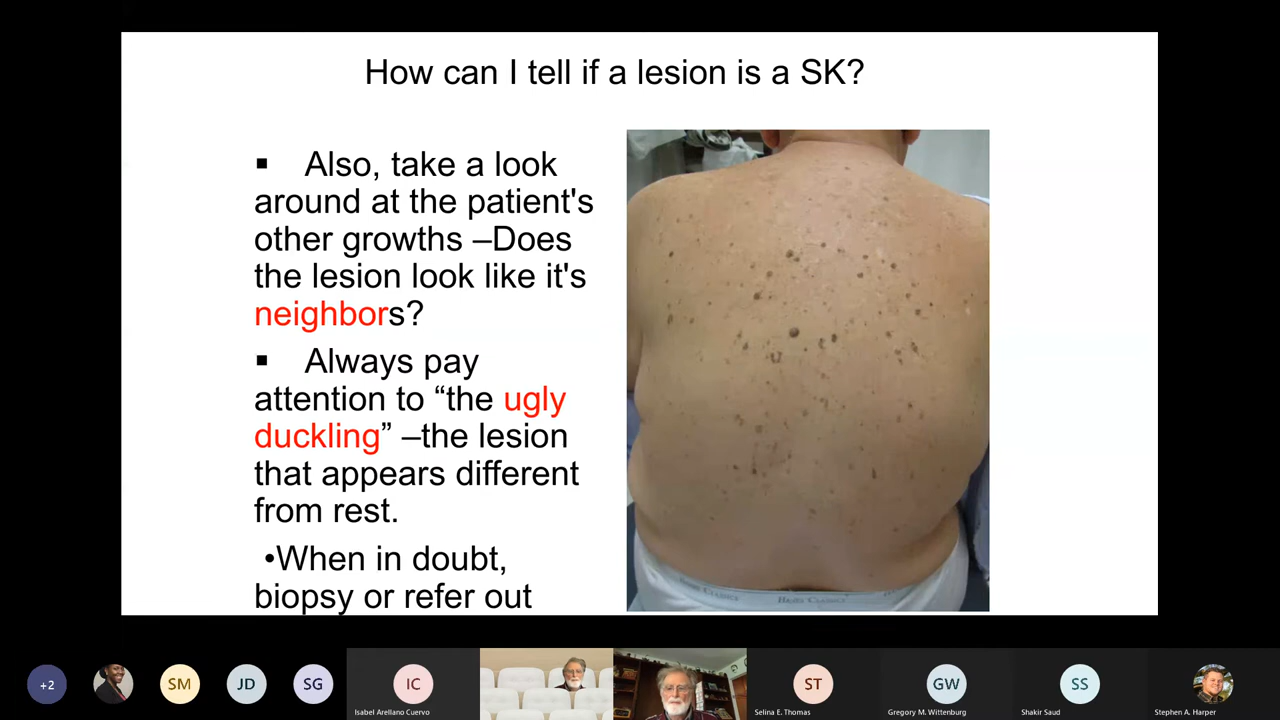 How can I tell if a lesion is a SK?
▪ Also, take a look
around at the patient's
other growths –Does
the lesion look like it's
neighbors?
▪ Always pay
attention to “the ugly
duckling” –the lesion
that appears different
from rest.
•When in doubt,
biopsy or refer out
+2
SM
JD
SG
IC
Isabel Arellano Cuervo
ST
Selina E. Thomas
GW
Gregory M. Wittenburg
SS
Shakir Saud
Stephen A. Harper